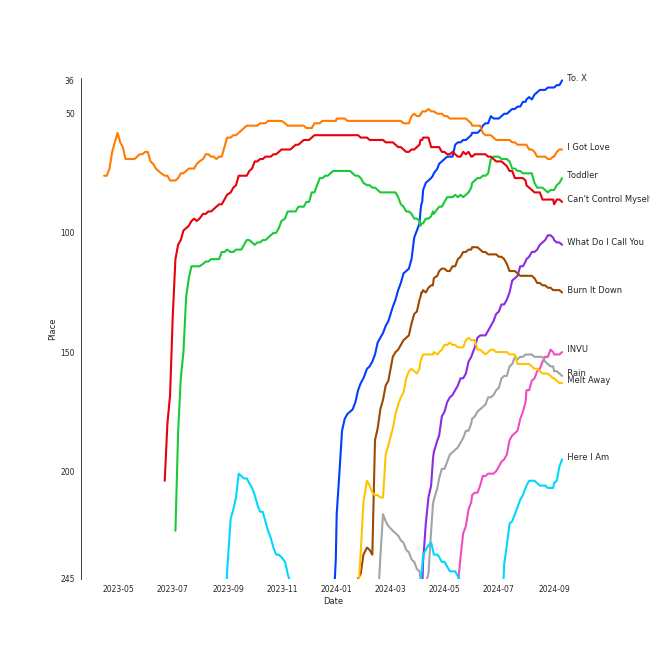 36
50
100
150
200
245
Place
2023-05
2023-07
2023-09
2023-11
2024-01
2024-03
2024-05
2024-07
2024-09
Date
To. X
I Got Love
Toddler
Can't Control Mysel
What Do I Call You
Burn It Down
INVU
Rain
Melt Away
Here I Am